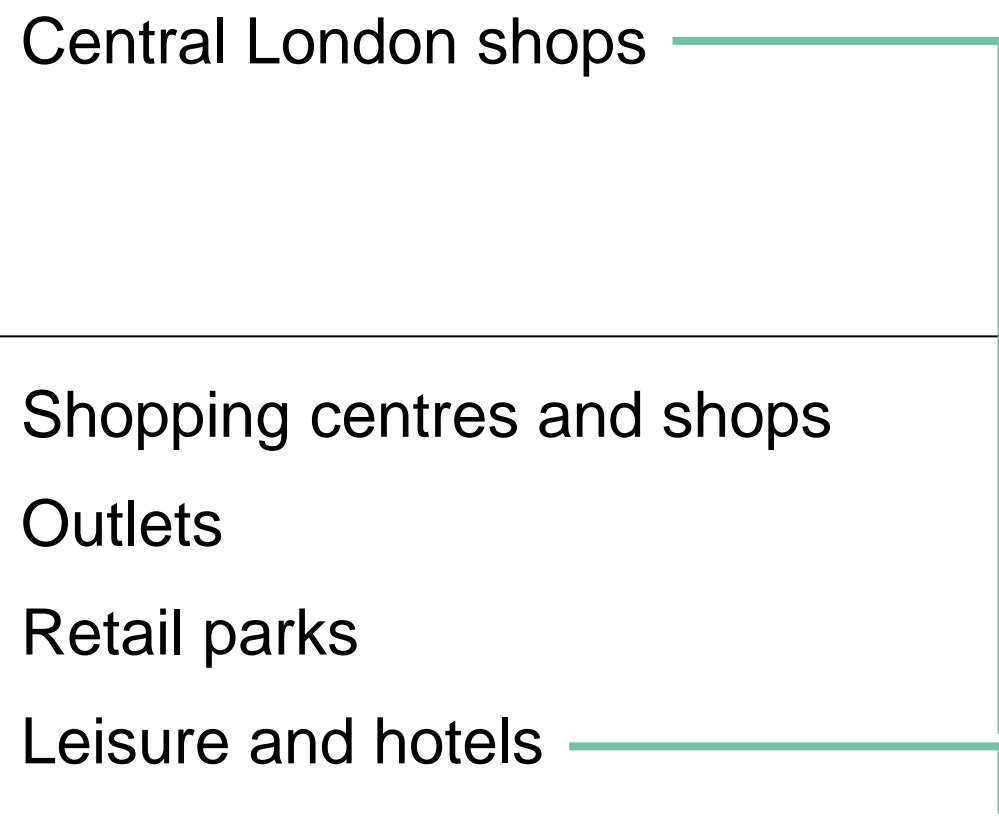 Central London shops
Shopping centres and shops
Outlets
Retail parks
Leisure and hotels